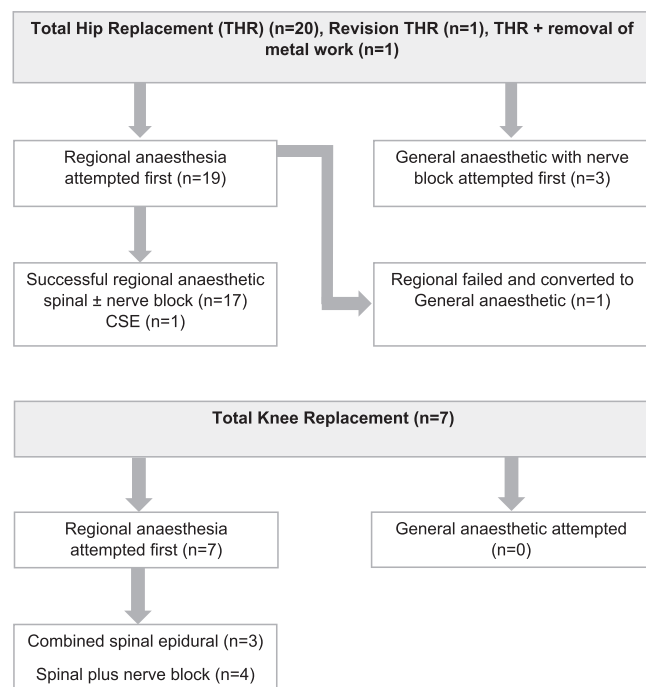 Total Hip Replacement (THR) (n=20), Revision THR (n=1), THR + removal of
metal work (n=1)
Regional anaesthesia
attempted first (n=19)
General anaesthetic with nerve
block attempted first (n=3)
Successful regional anaesthetic
spinal ± nerve block (n=17)
CSE (n=1)
Regional failed and converted to
General anaesthetic (n=1)
Total Knee Replacement (n=7)
Regional anaesthesia
attempted first (n=7)
General anaesthetic attempted
(n=0)
Combined spinal epidural (n=3)
Spinal plus nerve block (n=4)